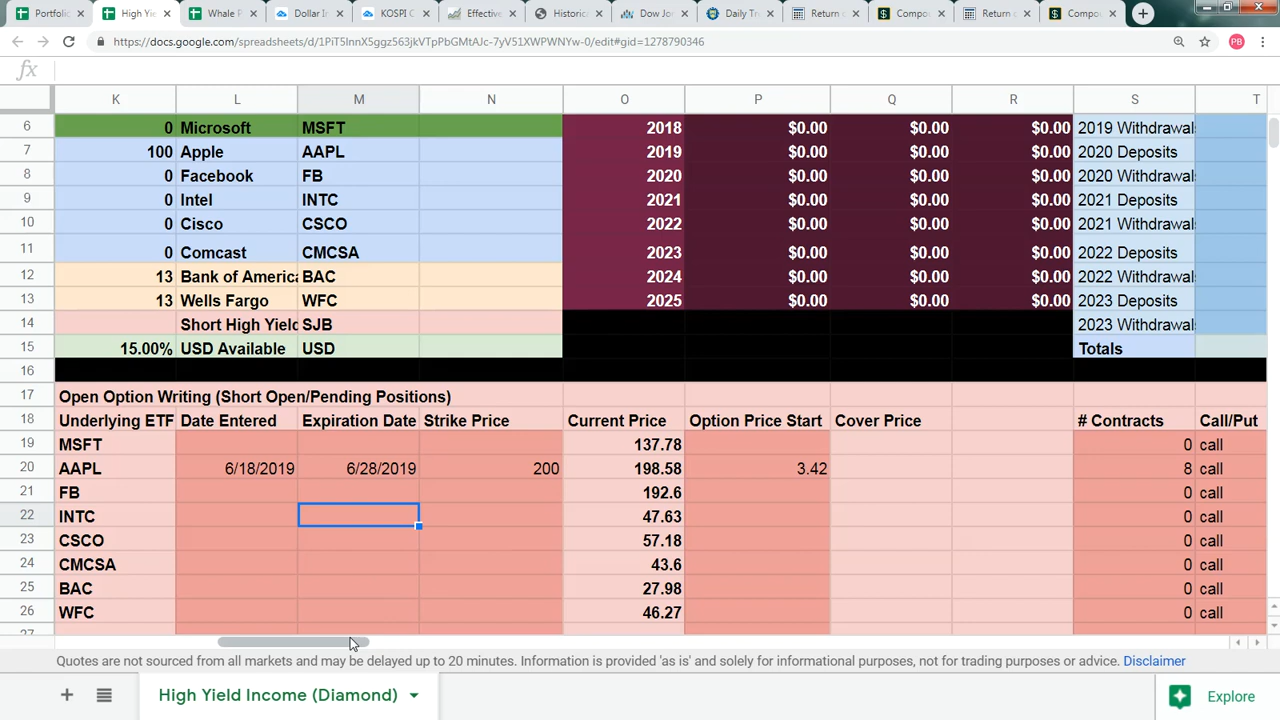 Portfolio
High Yie
Whale P
Dollar In
KOSPI C
Effective
Historica
Dow Jo
Daily Tr
Return c
Compou
Return c
Compou
https://docs.google.com/spreadsheets/d/1PiT5InnX5ggz563jkVTpPbGMtAJc-7yV51XWPWNYw-0/edit#gid=1278790346
PB
fx
K L M N O P Q R S T
6 0 Microsoft MSFT 2018 $0.00 $0.00 $0.00 2019 Withdrawal
7 100 Apple AAPL 2019 $0.00 $0.00 $0.00 2020 Deposits
8 0 Facebook FB 2020 $0.00 $0.00 $0.00 2020 Withdrawal
9 0 Intel INTC 2021 $0.00 $0.00 $0.00 2021 Deposits
10 0 Cisco CSCO 2022 $0.00 $0.00 $0.00 2021 Withdrawal
11 0 Comcast CMCSA 2023 $0.00 $0.00 $0.00 2022 Deposits
12 13 Bank of America BAC 2024 $0.00 $0.00 $0.00 2022 Withdrawal
13 13 Wells Fargo WFC 2025 $0.00 $0.00 $0.00 2023 Deposits
14 Short High Yield SJB 2023 Withdrawal
15 15.00% USD Available USD Totals
16
17 Open Option Writing (Short Open/Pending Positions)
18 Underlying ETF Date Entered Expiration Date Strike Price Current Price Option Price Start Cover Price # Contracts Call/Put
19 MSFT 137.78 0 call
20 AAPL 6/18/2019 6/28/2019 200 198.58 3.42 8 call
21 FB 192.6 0 call
22 INTC 47.63 0 call
23 CSCO 57.18 0 call
24 CMCSA 43.6 0 call
25 BAC 27.98 0 call
26 WFC 46.27 0 call
27
Quotes are not sourced from all markets and may be delayed up to 20 minutes. Information is provided 'as is' and solely for informational purposes, not for trading purposes or advice. Disclaimer
High Yield Income (Diamond)
Explore